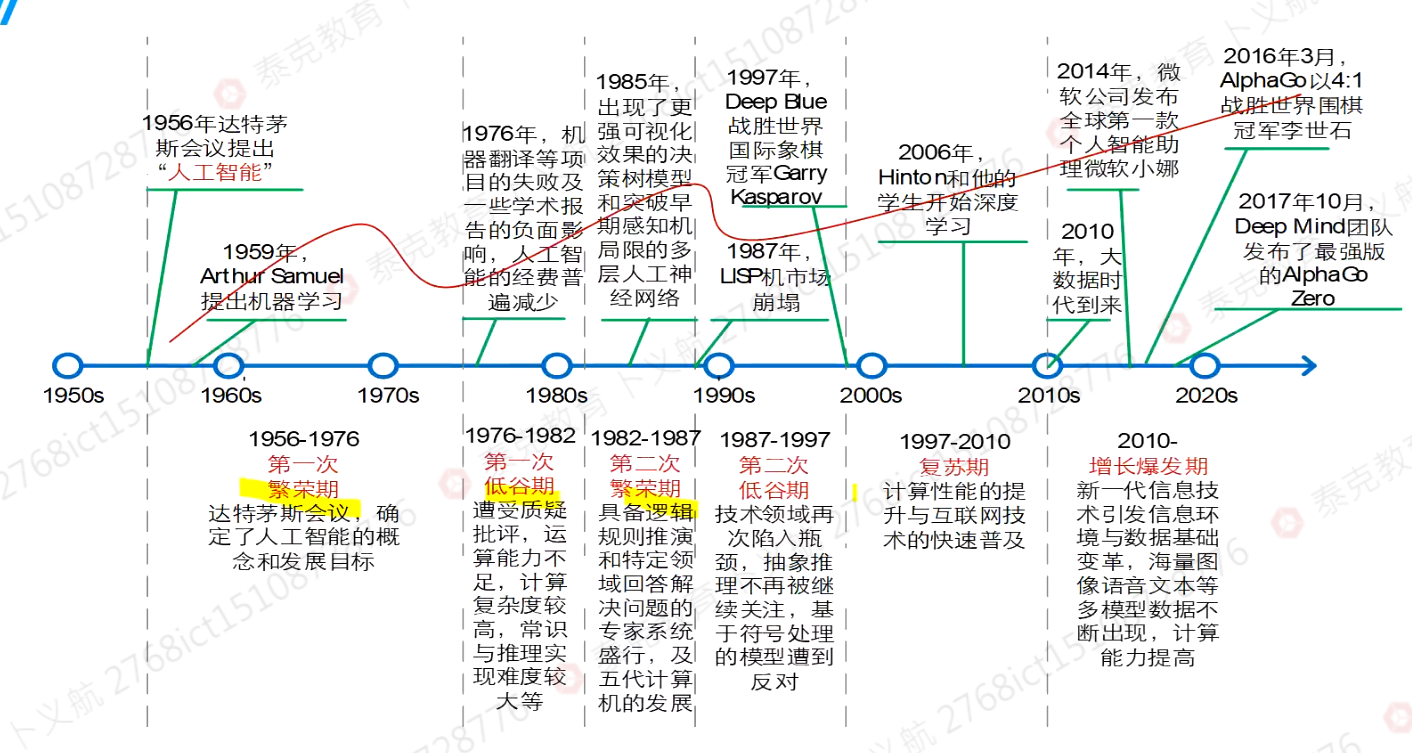 1956年达特茅
斯会议提出
“人工智能”
1959年，
Arthur Samuel
提出机器学习
1976年，机
器翻译等项
目的失败及
一些学术报
告的负面影
响，人工智
能的经费普
遍减少
1985年，
出现了更
强可视化
效果的决
策树模型
和突破早
期感知机
局限的多
层人工神
经网络
1997年，
Deep Blue
战胜世界
国际象棋
冠军Garry
Kasparov
1987年，
LISP机市场
崩塌
2006年，
Hinton和他的
学生开始深度
学习
2014年，微
软公司发布
全球第一款
个人智能助
理微软小娜
2010
年，大
数据时
代到来
2016年3月，
AlphaGo以4:1
战胜世界围棋
冠军李世石
2017年10月，
Deep Mind团队
发布了最强版
的AlphaGo
Zero
1950s
1960s
1970s
1980s
1990s
2000s
2010s
2020s
1956-1976
第一次
繁荣期
达特茅斯会议，确
定了人工智能的概
念和发展目标
1976-1982
第一次
低谷期
遭受质疑
批评，运
算能力不
足，计算
复杂度较
高，常识
与推理实
现难度较
大等
1982-1987
第二次
繁荣期
具备逻辑
规则推演
和特定领
域回答解
决问题的
专家系统
盛行，及
五代计算
机的发展
1987-1997
第二次
低谷期
技术领域再
次陷入瓶
颈，抽象推
理不再被继
续关注，基
于符号处理
的模型遭到
反对
1997-2010
复苏期
计算性能的提
升与互联网技
术的快速普及
2010-
增长爆发期
新一代信息技
术引发信息环
境与数据基础
变革，海量图
像语音文本等
多模型数据不
断出现，计算
能力提高
泰克教育 卜义航 2768ict15108728776